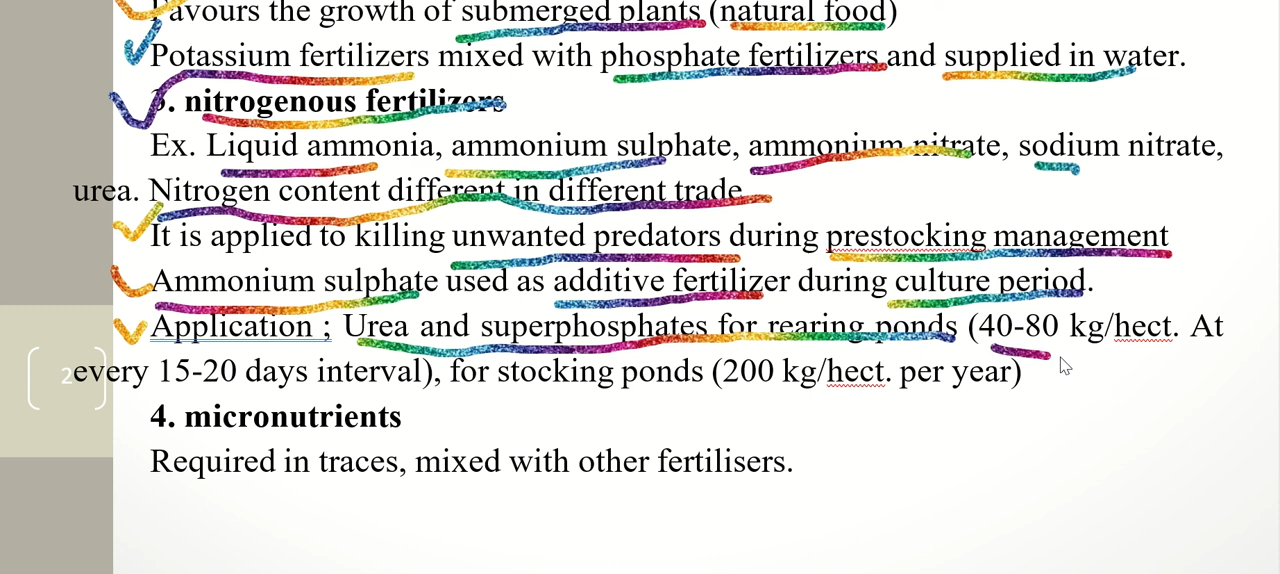 Favours the growth of submerged plants (natural food)
Potassium fertilizers mixed with phosphate fertilizers and supplied in water.
3. nitrogenous fertilizers
Ex. Liquid ammonia, ammonium sulphate, ammonium nitrate, sodium nitrate,
urea. Nitrogen content different in different trade
It is applied to killing unwanted predators during prestocking management
Ammonium sulphate used as additive fertilizer during culture period.
Application ; Urea and superphosphates for rearing ponds (40-80 kg/hect. At
every 15-20 days interval), for stocking ponds (200 kg/hect. per year)
4. micronutrients
Required in traces, mixed with other fertilisers.